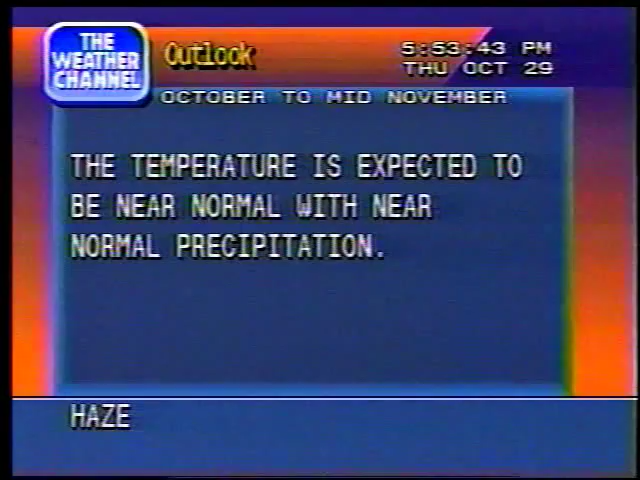 THE
WEATHER
CHANNEL
Outlook
5:53:43 PM
THU OCT 29
OCTOBER TO MID NOVEMBER
THE TEMPERATURE IS EXPECTED TO
BE NEAR NORMAL WITH NEAR
NORMAL PRECIPITATION.
HAZE